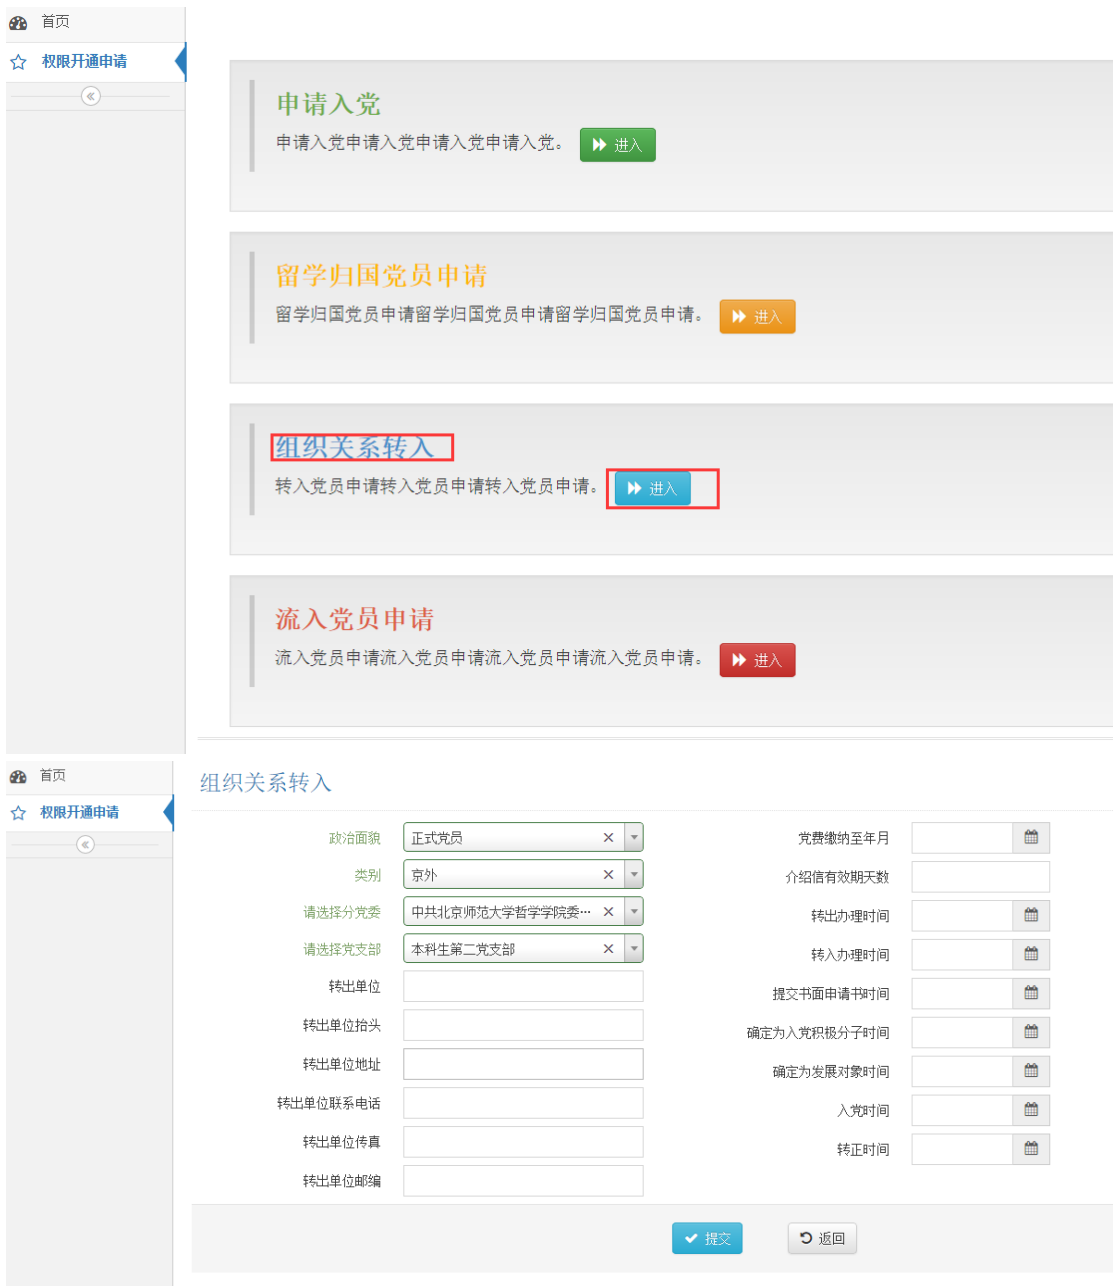 首页
权限开通申请
申请入党
申请入党申请入党申请入党申请入党。 进入
留学归国党员申请
留学归国党员申请留学归国党员申请留学归国党员申请。 进入
组织关系转入
转入党员申请转入党员申请转入党员申请。 进入
流入党员申请
流入党员申请流入党员申请流入党员申请流入党员申请。 进入
首页
权限开通申请
组织关系转入
政治面貌 正式党员
类别 京外
请选择分党委 中共北京师范大学哲学学院委…
请选择党支部 本科生第二党支部
转出单位
转出单位抬头
转出单位地址
转出单位联系电话
转出单位传真
转出单位邮编
党费缴纳至年月
介绍信有效期天数
转出办理时间
转入办理时间
提交书面申请书时间
确定为入党积极分子时间
确定为发展对象时间
入党时间
转正时间
提交 返回